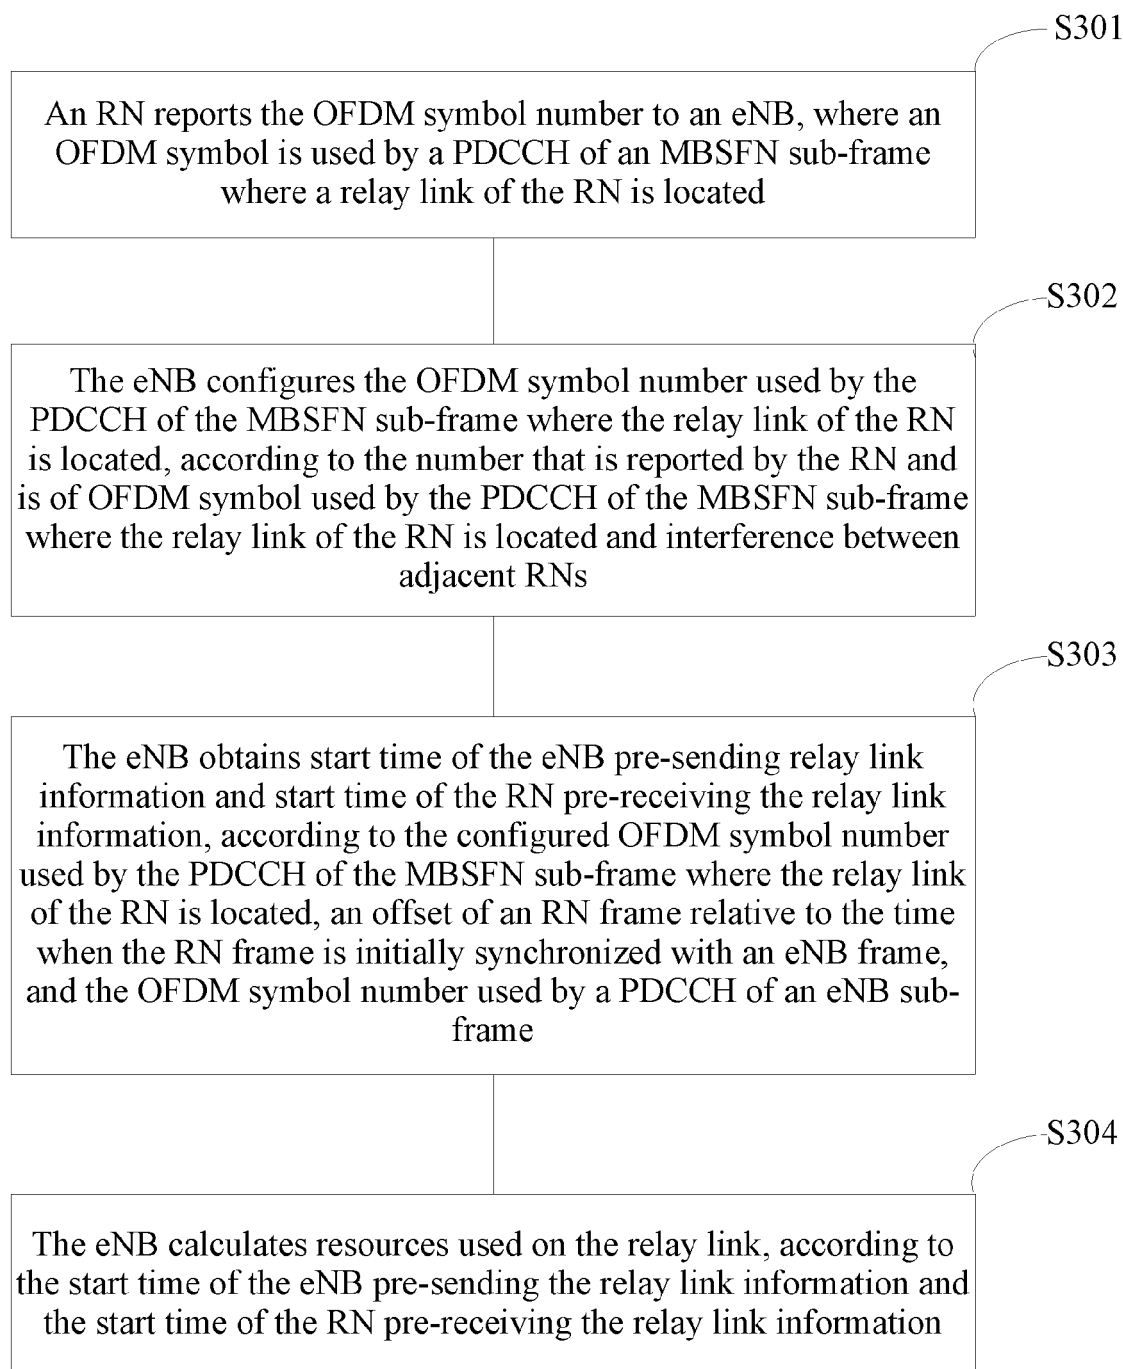 S301
An RN reports the OFDM symbol number to an eNB, where an
OFDM symbol is used by a PDCCH of an MBSFN sub-frame
where a relay link of the RN is located
S302
The eNB configures the OFDM symbol number used by the
PDCCH of the MBSFN sub-frame where the relay link of the RN
is located, according to the number that is reported by the RN and
is of OFDM symbol used by the PDCCH of the MBSFN sub-frame
where the relay link of the RN is located and interference between
adjacent RNs
S303
The eNB obtains start time of the eNB pre-sending relay link
information and start time of the RN pre-receiving the relay link
information, according to the configured OFDM symbol number
used by the PDCCH of the MBSFN sub-frame where the relay link
of the RN is located, an offset of an RN frame relative to the time
when the RN frame is initially synchronized with an eNB frame,
and the OFDM symbol number used by a PDCCH of an eNB sub-
frame
S304
The eNB calculates resources used on the relay link, according to
the start time of the eNB pre-sending the relay link information and
the start time of the RN pre-receiving the relay link information